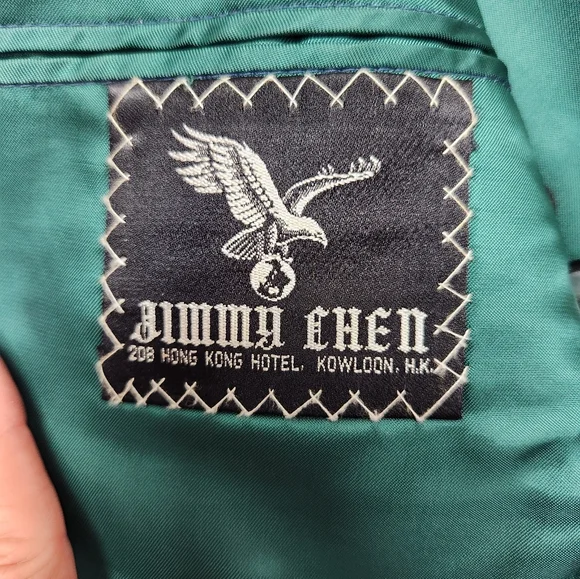 JIMMY CHEN
208 HONG KONG HOTEL. KOWLOON. H.K.